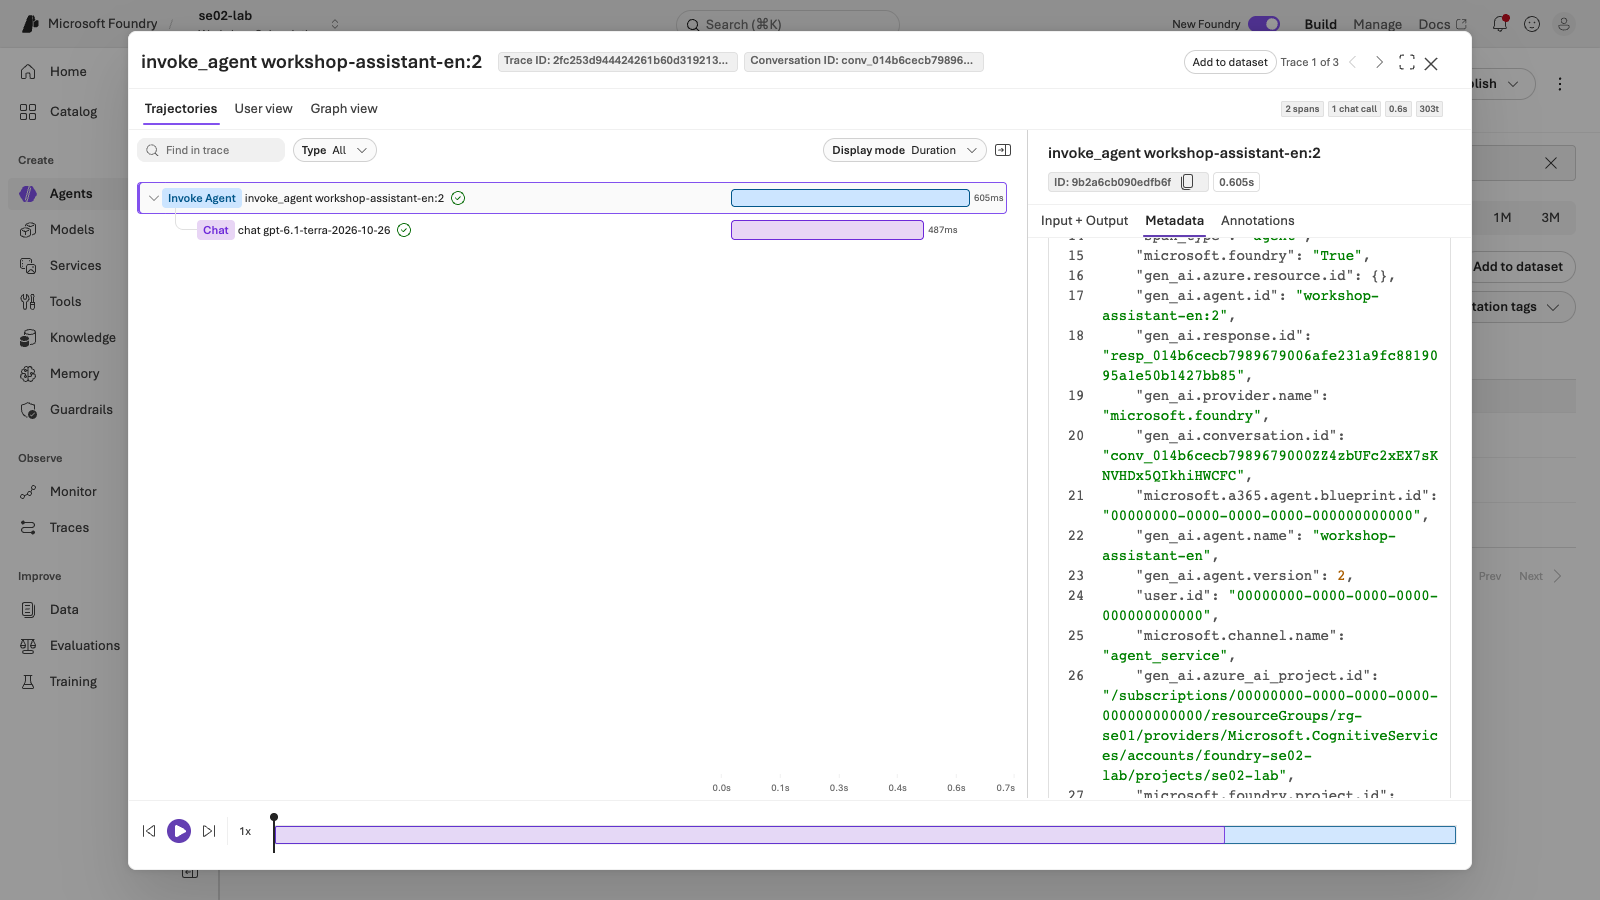 Microsoft Foundry
/
se02-lab
Search (⌘K)
New Foundry
Build
Manage
Docs
Home
Catalog
Create
Agents
Models
Services
Tools
Knowledge
Memory
Guardrails
Observe
Monitor
Traces
Improve
Data
Evaluations
Training
invoke_agent workshop-assistant-en:2
Trace ID: 2fc253d944424261b60d319213...
Conversation ID: conv_014b6cecb79896...
Add to dataset
Trace 1 of 3
Trajectories
User view
Graph view
2 spans
1 chat call
0.6s
303t
Find in trace
Type All
Display mode Duration
Invoke Agent invoke_agent workshop-assistant-en:2
605ms
Chat chat gpt-6.1-terra-2026-10-26
487ms
0.0s 0.1s 0.3s 0.4s 0.6s 0.7s
1x
invoke_agent workshop-assistant-en:2
ID: 9b2a6cb090edfb6f
0.605s
Input + Output
Metadata
Annotations
14 "span_type": "agent",
15 "microsoft.foundry": "True",
16 "gen_ai.azure.resource.id": {},
17 "gen_ai.agent.id": "workshop-
assistant-en:2",
18 "gen_ai.response.id":
"resp_014b6cecb7989679006afe231a9fc88190
95a1e50b1427bb85",
19 "gen_ai.provider.name":
"microsoft.foundry",
20 "gen_ai.conversation.id":
"conv_014b6cecb7989679000ZZ4zbUFc2xEX7sK
NVHDx5QIkhiHWCFC",
21 "microsoft.a365.agent.blueprint.id":
"00000000-0000-0000-0000-000000000000",
22 "gen_ai.agent.name": "workshop-
assistant-en",
23 "gen_ai.agent.version": 2,
24 "user.id": "00000000-0000-0000-0000-
000000000000",
25 "microsoft.channel.name":
"agent_service",
26 "gen_ai.azure_ai_project.id":
"/subscriptions/00000000-0000-0000-0000-
000000000000/resourceGroups/rg-
se01/providers/Microsoft.CognitiveServic
es/accounts/foundry-se02-
lab/projects/se02-lab",
27 "microsoft.foundry.project.id":
lish
1M
3M
Add to dataset
tation tags
Prev
Next